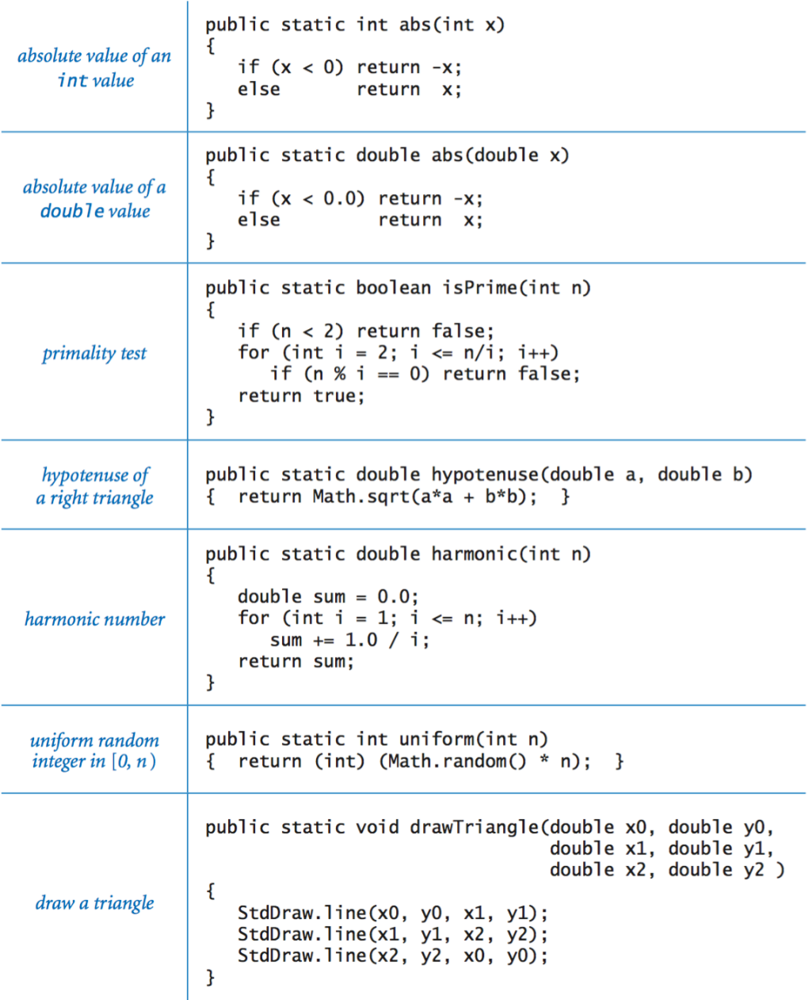 absolute value of an
int value
public static int abs(int x)
{
   if (x < 0) return -x;
   else       return  x;
}
absolute value of a
double value
public static double abs(double x)
{
   if (x < 0.0) return -x;
   else         return  x;
}
primality test
public static boolean isPrime(int n)
{
   if (n < 2) return false;
   for (int i = 2; i <= n/i; i++)
      if (n % i == 0) return false;
   return true;
}
hypotenuse of
a right triangle
public static double hypotenuse(double a, double b)
{  return Math.sqrt(a*a + b*b);  }
harmonic number
public static double harmonic(int n)
{
   double sum = 0.0;
   for (int i = 1; i <= n; i++)
      sum += 1.0 / i;
   return sum;
}
uniform random
integer in [0, n)
public static int uniform(int n)
{  return (int) (Math.random() * n);  }
draw a triangle
public static void drawTriangle(double x0, double y0,
                                double x1, double y1,
                                double x2, double y2 )
{
   StdDraw.line(x0, y0, x1, y1);
   StdDraw.line(x1, y1, x2, y2);
   StdDraw.line(x2, y2, x0, y0);
}